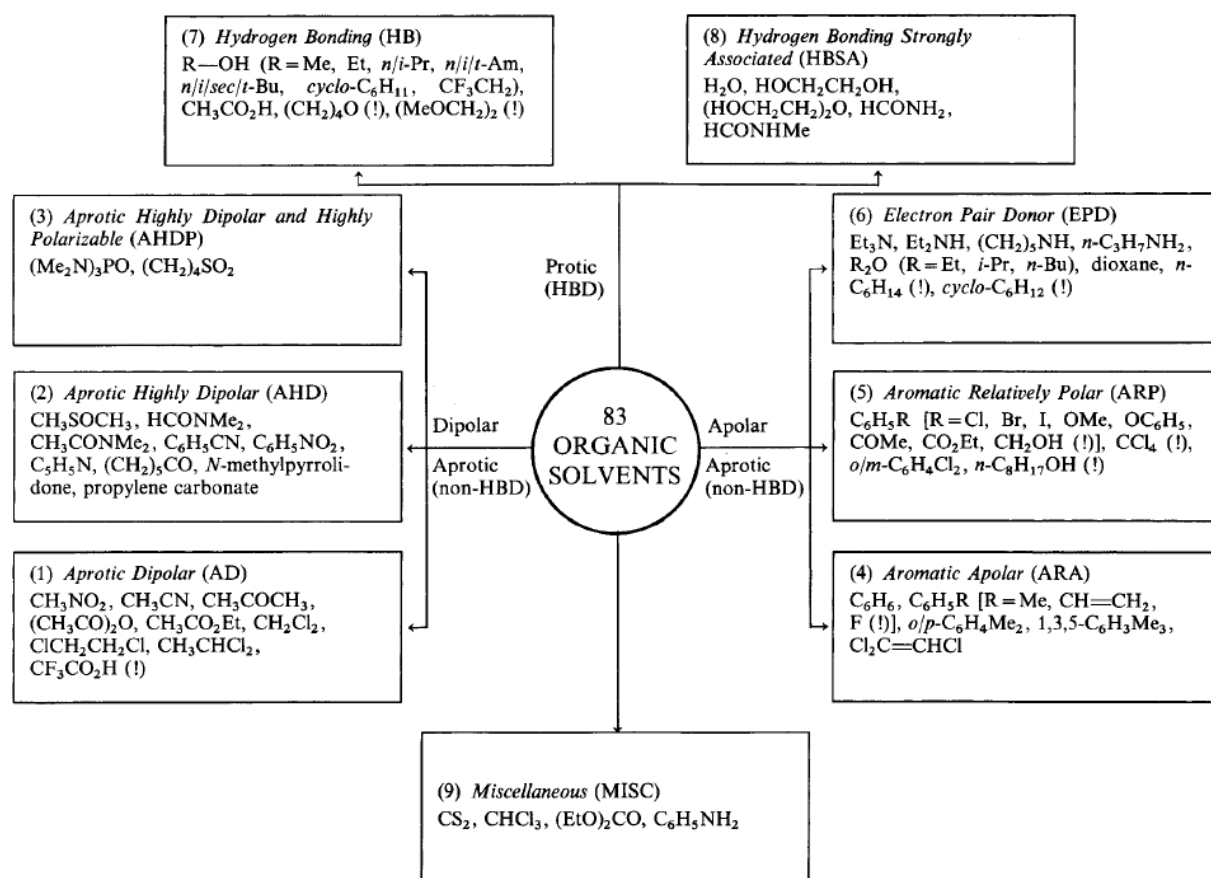 (7) Hydrogen Bonding (HB)
R—OH (R=Me, Et, n/i-Pr, n/i/t-Am,
n/i/sec/t-Bu, cyclo-C₆H₁₁, CF₃CH₂),
CH₃CO₂H, (CH₂)₄O (!), (MeOCH₂)₂ (!)
(8) Hydrogen Bonding Strongly
Associated (HBSA)
H₂O, HOCH₂CH₂OH,
(HOCH₂CH₂)₂O, HCONH₂,
HCONHMe
(3) Aprotic Highly Dipolar and Highly
Polarizable (AHDP)
(Me₂N)₃PO, (CH₂)₄SO₂
Protic
(HBD)
(6) Electron Pair Donor (EPD)
Et₃N, Et₂NH, (CH₂)₅NH, n-C₃H₇NH₂,
R₂O (R=Et, i-Pr, n-Bu), dioxane, n-
C₆H₁₄ (!), cyclo-C₆H₁₂ (!)
(2) Aprotic Highly Dipolar (AHD)
CH₃SOCH₃, HCONMe₂,
CH₃CONMe₂, C₆H₅CN, C₆H₅NO₂,
C₅H₅N, (CH₂)₅CO, N-methylpyrroli-
done, propylene carbonate
Dipolar
Aprotic
(non-HBD)
83
ORGANIC
SOLVENTS
Apolar
Aprotic
(non-HBD)
(5) Aromatic Relatively Polar (ARP)
C₆H₅R [R=Cl, Br, I, OMe, OC₆H₅,
COMe, CO₂Et, CH₂OH (!)], CCl₄ (!),
o/m-C₆H₄Cl₂, n-C₈H₁₇OH (!)
(1) Aprotic Dipolar (AD)
CH₃NO₂, CH₃CN, CH₃COCH₃,
(CH₃CO)₂O, CH₃CO₂Et, CH₂Cl₂,
ClCH₂CH₂Cl, CH₃CHCl₂,
CF₃CO₂H (!)
(4) Aromatic Apolar (ARA)
C₆H₆, C₆H₅R [R=Me, CH=CH₂,
F (!)], o/p-C₆H₄Me₂, 1,3,5-C₆H₃Me₃,
Cl₂C=CHCl
(9) Miscellaneous (MISC)
CS₂, CHCl₃, (EtO)₂CO, C₆H₅NH₂